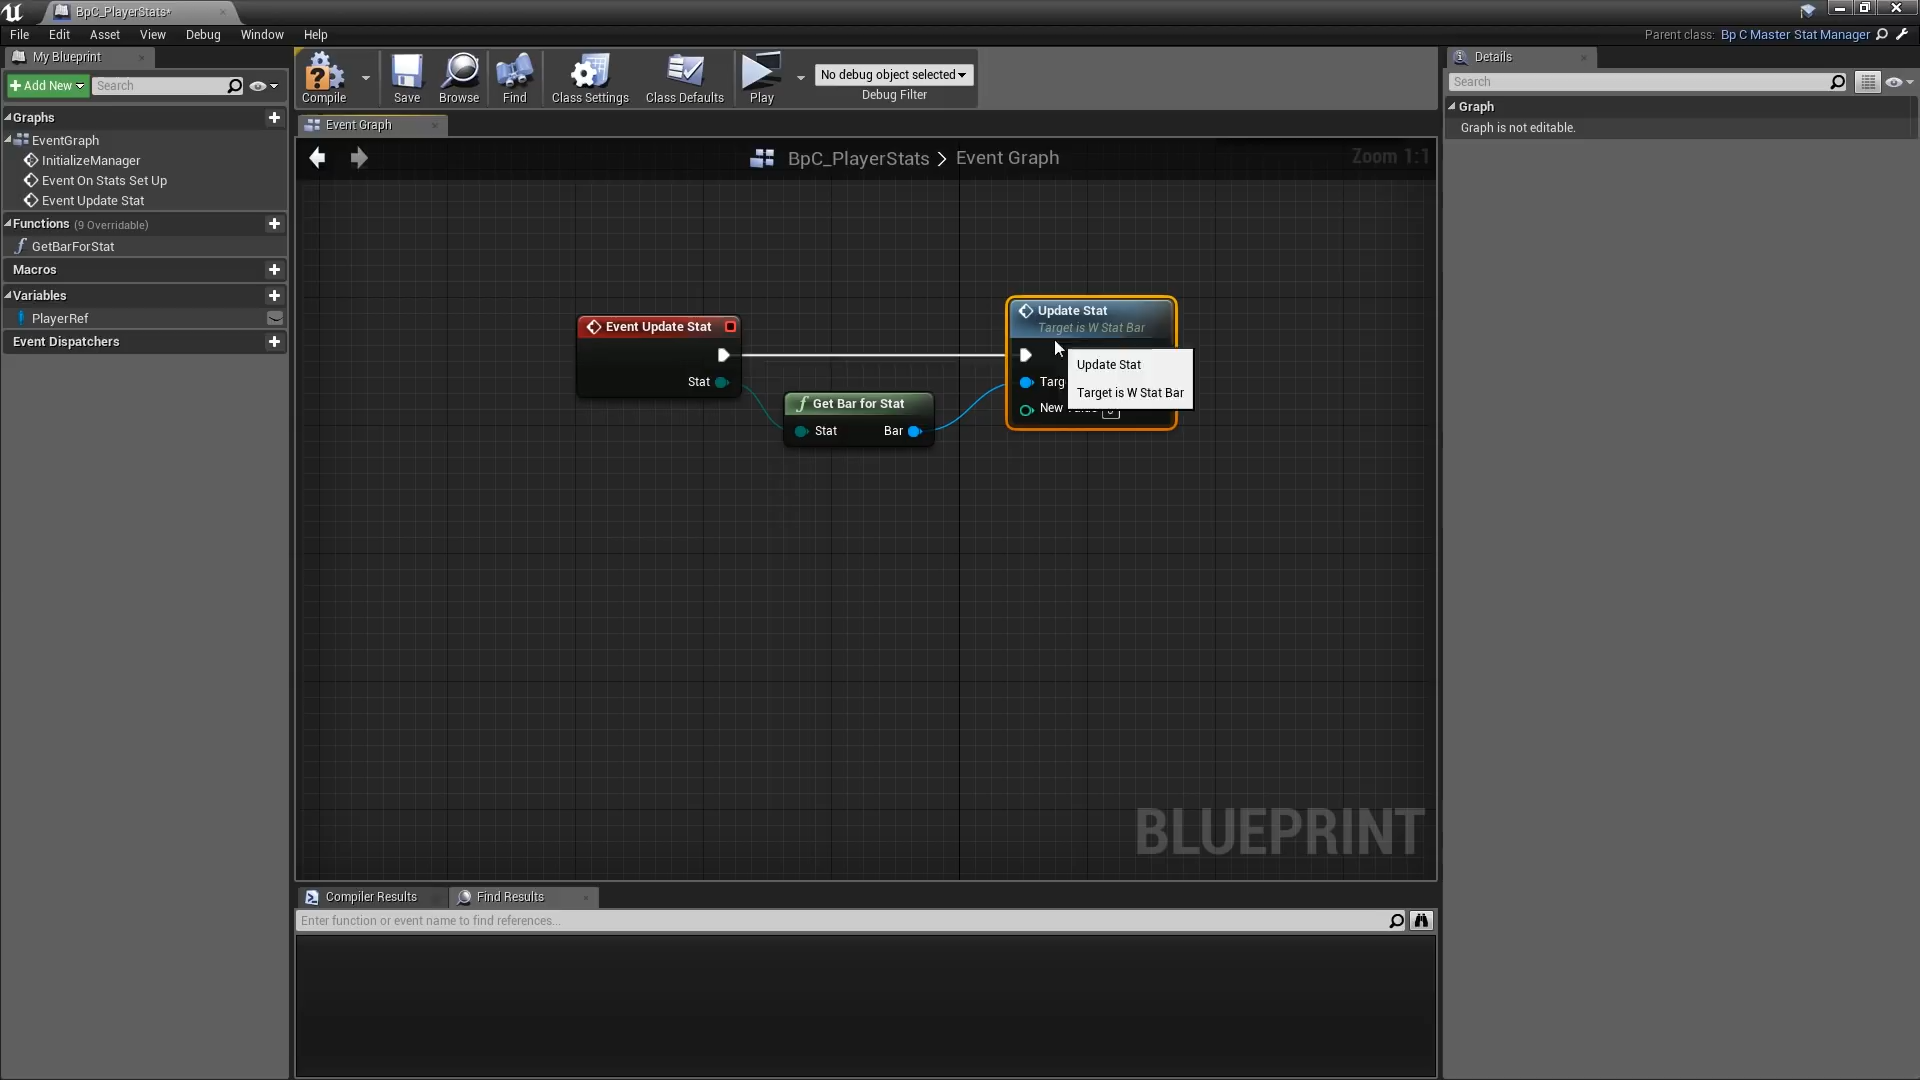 BpC_PlayerStats*
File Edit Asset View Debug Window Help
Parent class: Bp C Master Stat Manager
My Blueprint
Add New
Search
Graphs
EventGraph
InitializeManager
Event On Stats Set Up
Event Update Stat
Functions (9 Overridable)
GetBarForStat
Macros
Variables
PlayerRef
Event Dispatchers
Compile
Save
Browse
Find
Class Settings
Class Defaults
Play
No debug object selected
Debug Filter
Event Graph
BpC_PlayerStats > Event Graph
Zoom 1:1
Event Update Stat
Stat
Get Bar for Stat
Stat Bar
Update Stat
Target is W Stat Bar
New
Update Stat
Target is W Stat Bar
BLUEPRINT
Compiler Results
Find Results
Enter function or event name to find references...
Details
Search
Graph
Graph is not editable.